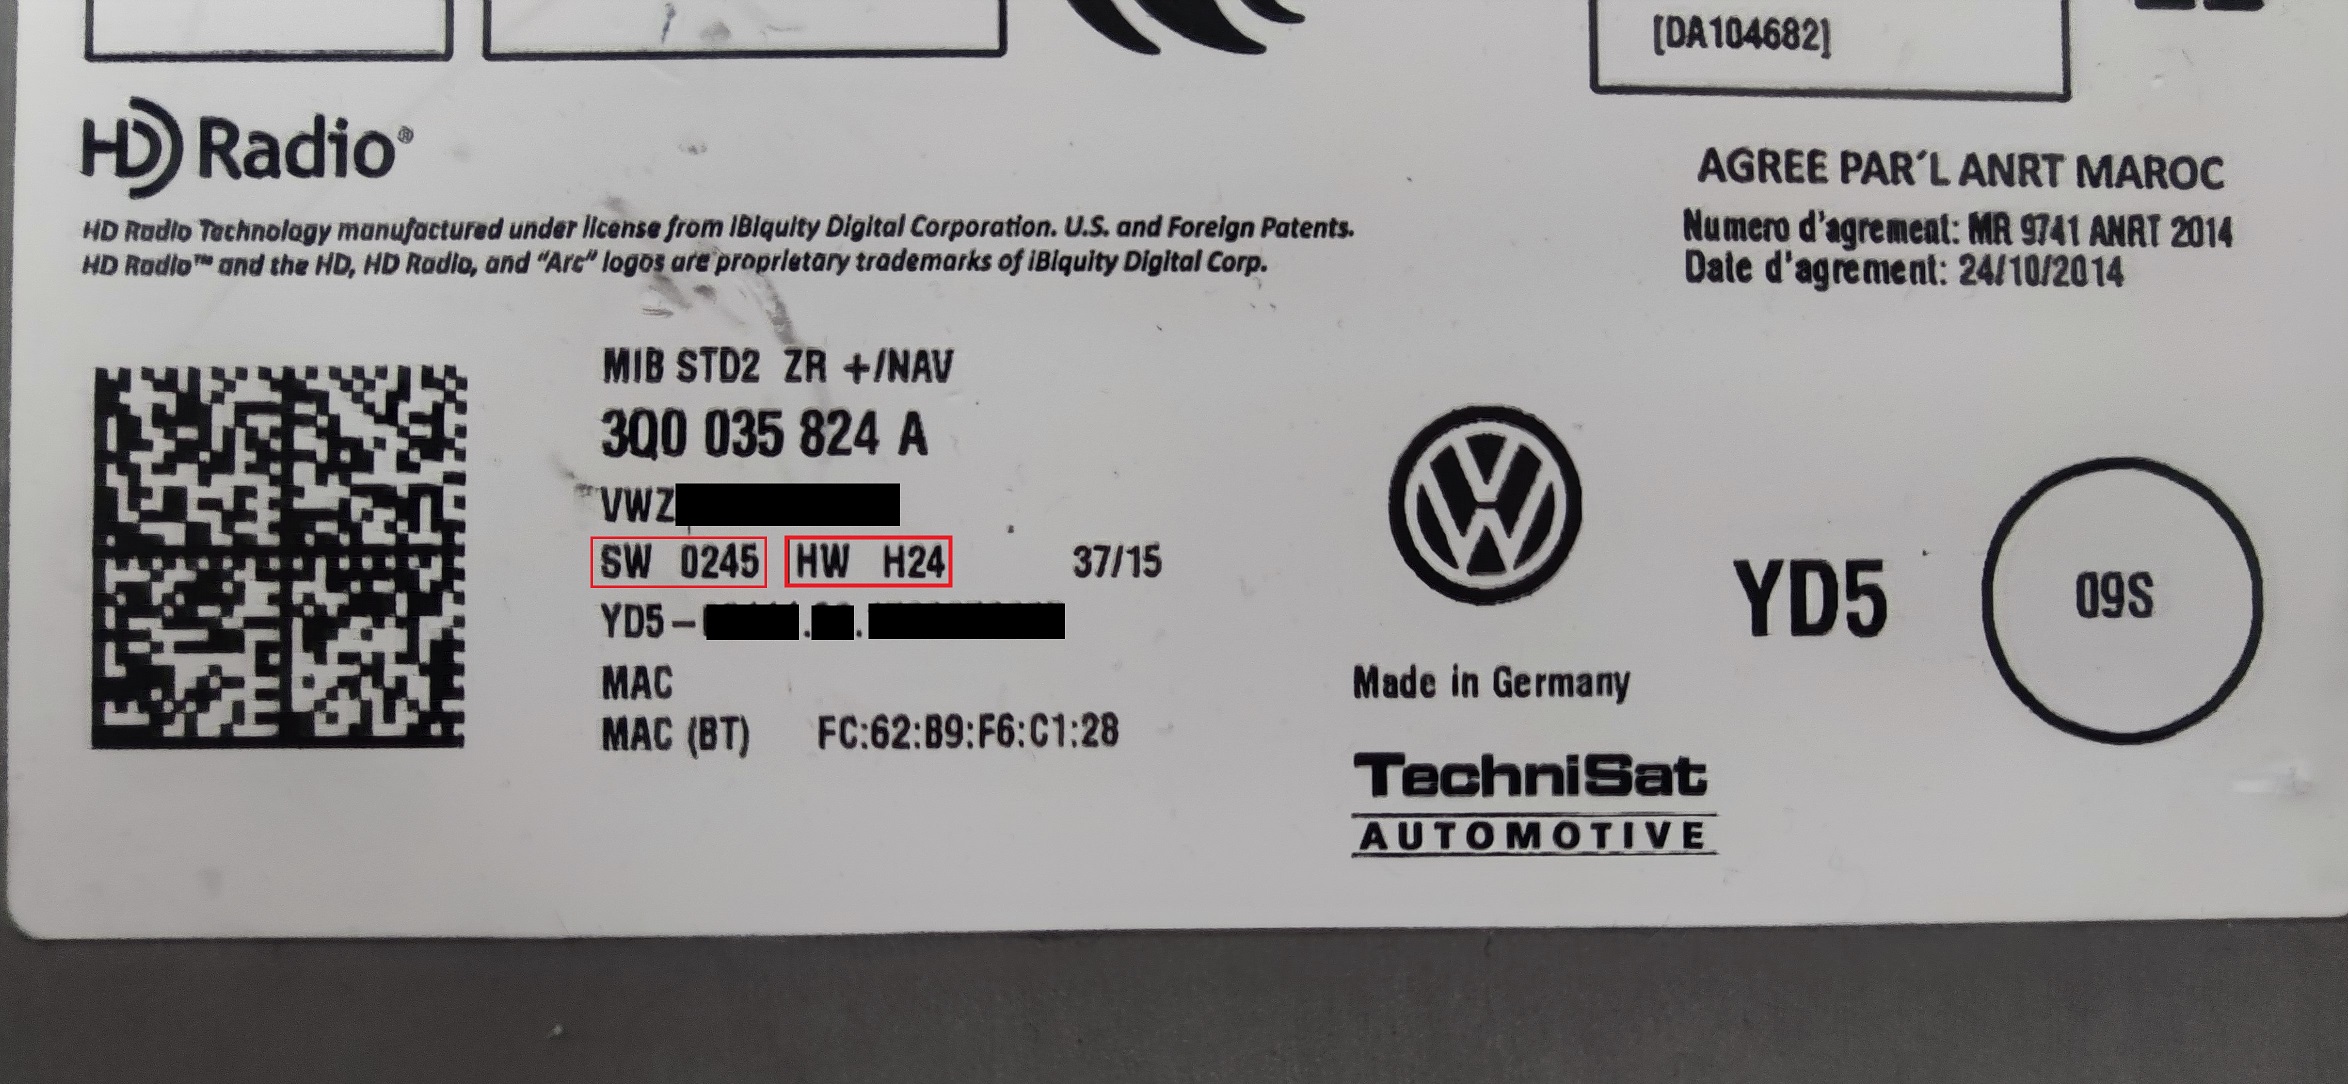 [DA104682]
HD Radio®
HD Radio Technology manufactured under license from iBiquity Digital Corporation. U.S. and Foreign Patents.
HD Radio™ and the HD, HD Radio, and “Arc” logos are proprietary trademarks of iBiquity Digital Corp.
AGREE PAR´L ANRT MAROC
Numero d'agrement: MR 9741 ANRT 2014
Date d'agrement: 24/10/2014
MIB STD2 ZR +/NAV
3Q0 035 824 A
VWZ
SW 0245 HW H24 37/15
YD5- . .
MAC
MAC (BT) FC:62:B9:F6:C1:28
VW
Made in Germany
TechniSat
AUTOMOTIVE
YD5
09S